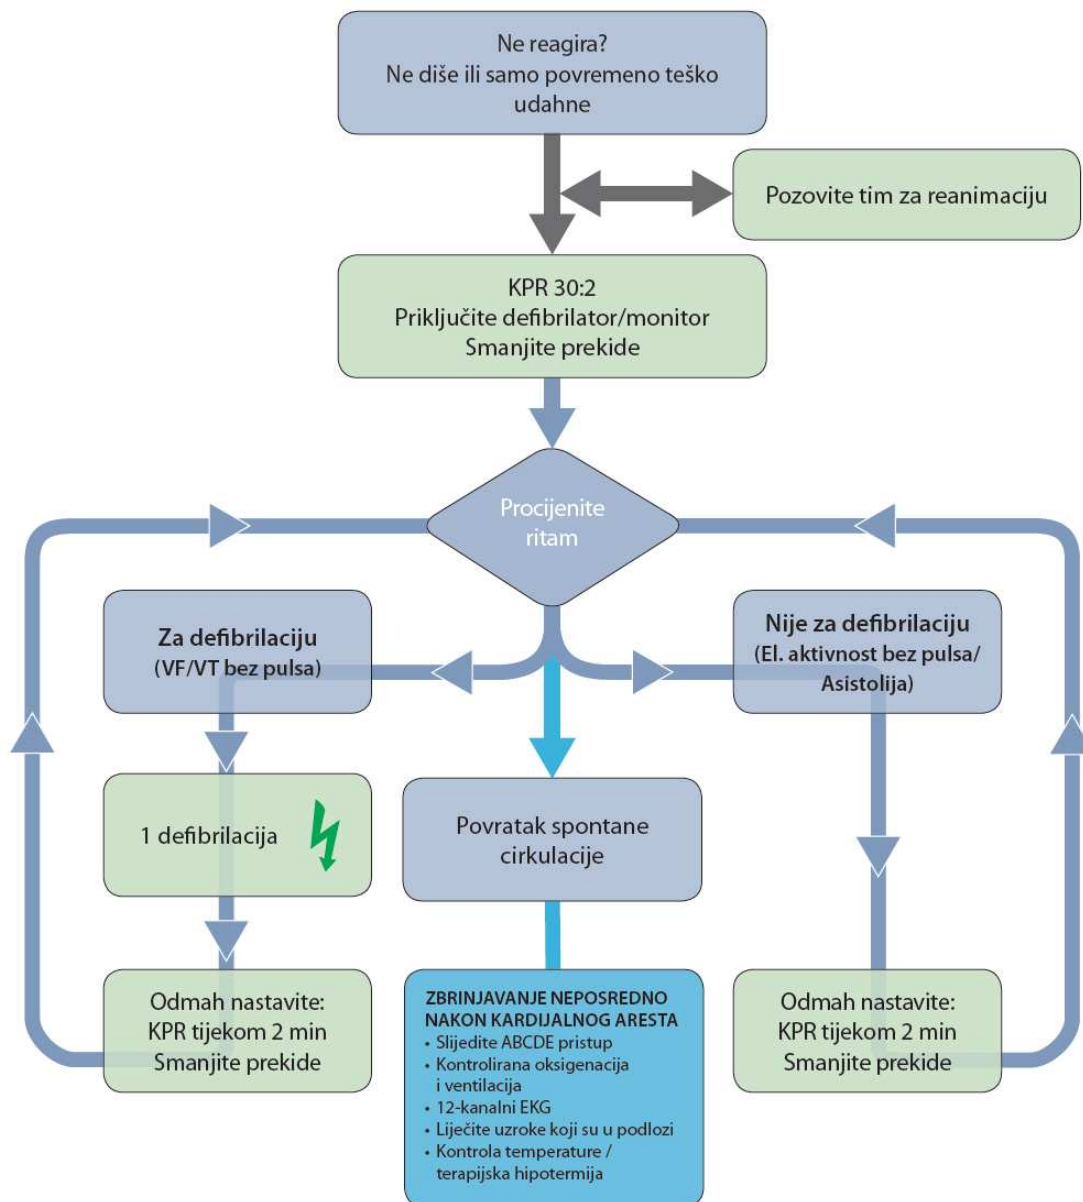 Ne reagira?
Ne diše ili samo povremeno teško
udahne
Pozovite tim za reanimaciju
KPR 30:2
Priključite defibrilator/monitor
Smanjite prekide
Procijenite
ritam
Za defibrilaciju
(VF/VT bez pulsa)
Nije za defibrilaciju
(El. aktivnost bez pulsa/
Asistolija)
1 defibrilacija
Povratak spontane
cirkulacije
Odmah nastavite:
KPR tijekom 2 min
Smanjite prekide
ZBRINJAVANJE NEPOSREDNO
NAKON KARDIJALNOG ARESTA
• Slijedite ABCDE pristup
• Kontrolirana oksigenacija
i ventilacija
• 12-kanalni EKG
• Liječite uzroke koji su u podlozi
• Kontrola temperature /
terapijska hipotermija
Odmah nastavite:
KPR tijekom 2 min
Smanjite prekide